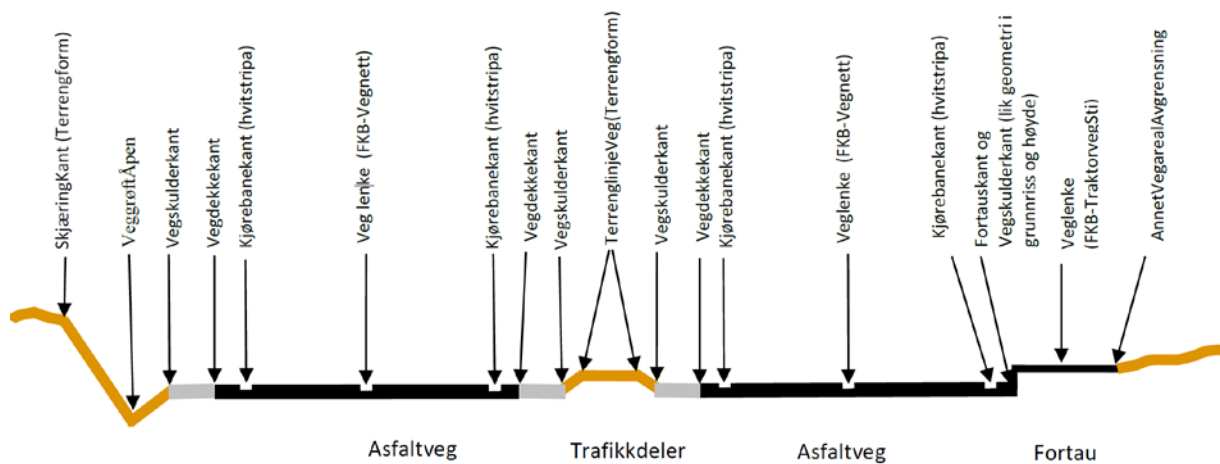 SkjæringKant (Terrengform)
VeggrøftÅpen
Vegskulderkant
Vegdekkekant
Kjørebanekant (hvitstripa)
Veg lenke (FKB-Vegnett)
Kjørebanekant (hvitstripa)
Vegdekkekant
Vegskulderkant
TerrenglinjeVeg(Terrengform)
Vegskulderkant
Vegdekkekant
Kjørebanekant (hvitstripa)
Veglenke (FKB-Vegnett)
Kjørebanekant (hvitstripa)
Fortauskant og
Vegskulderkant (lik geometri i
grunnriss og høyde)
Veglenke
(FKB-TraktorvegSti)
AnnetVegarealAvgrensning
Asfaltveg
Trafikkdeler
Asfaltveg
Fortau